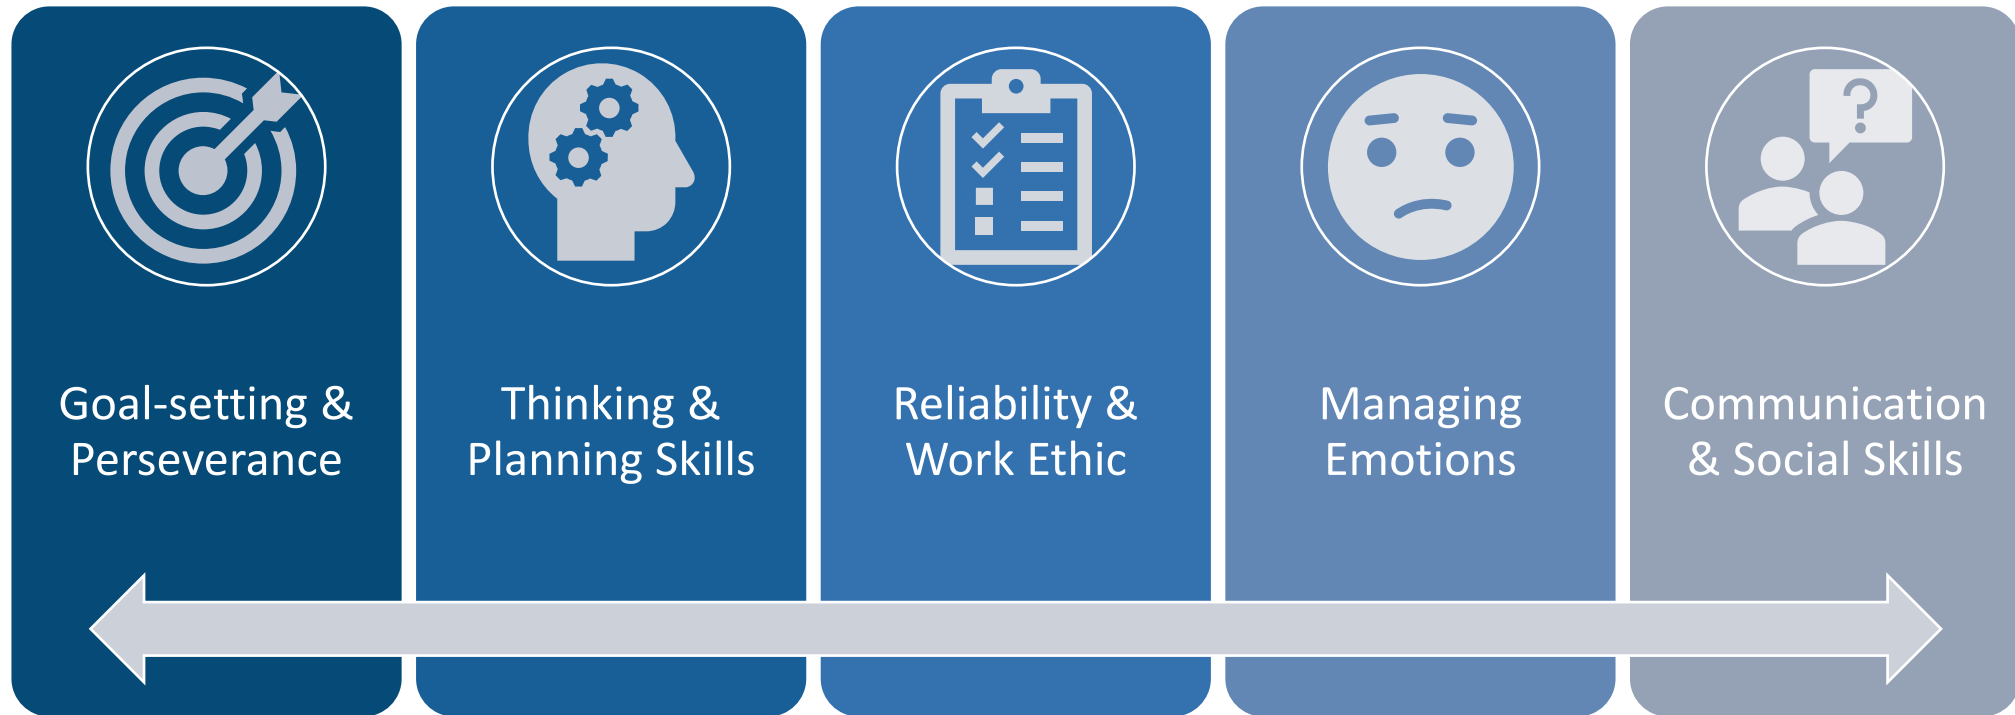 ?
Goal-setting &
Perseverance
Thinking &
Planning Skills
Reliability &
Work Ethic
Managing
Emotions
Communication
& Social Skills